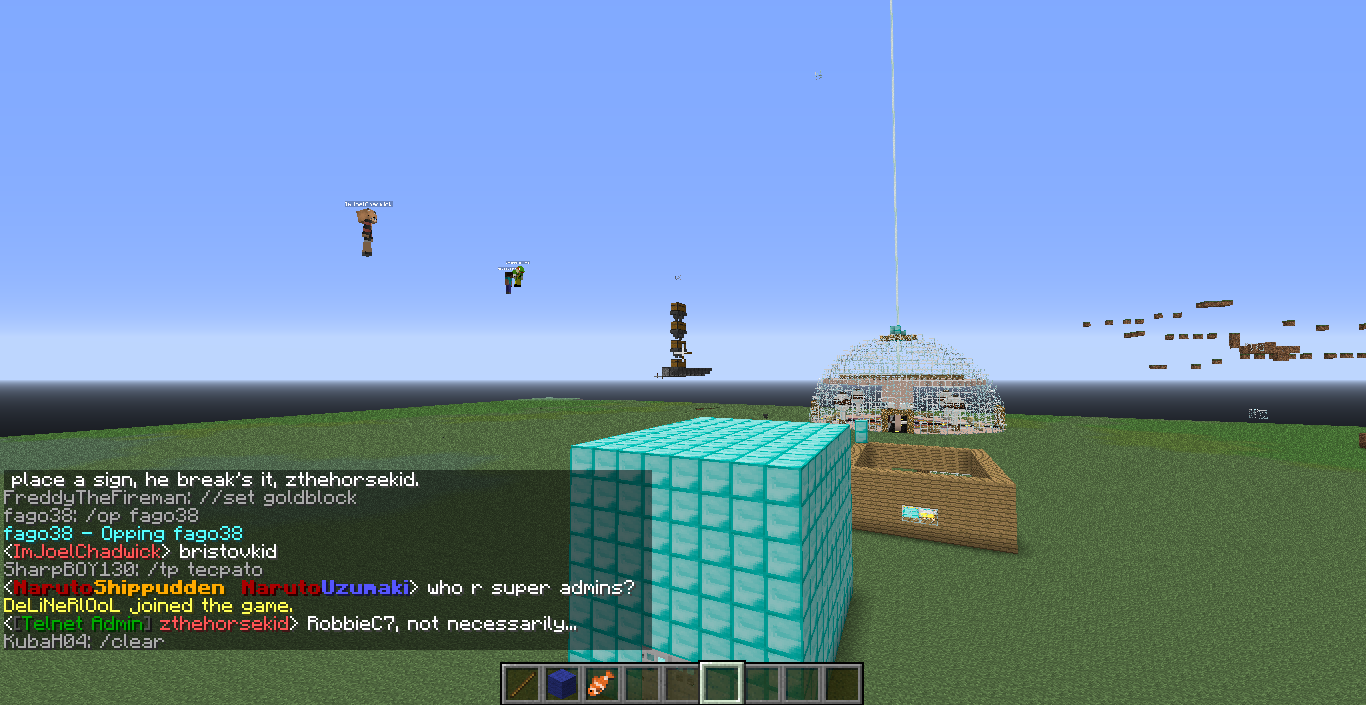 ImJoelChadwick
place a sign, he break's it, zthehorsekid.
FreddyTheFireman: //set goldblock
fago38: /op fago38
fago38 - Opping fago38
<ImJoelChadwick> bristovkid
SharpBOY130: /tp tecpato
<NarutoShippudden NarutoUzumaki> who r super admins?
DeLiNeRlOoL joined the game.
<[Telnet Admin] zthehorsekid> RobbieC7, not necessarily...
KubaH04: /clear